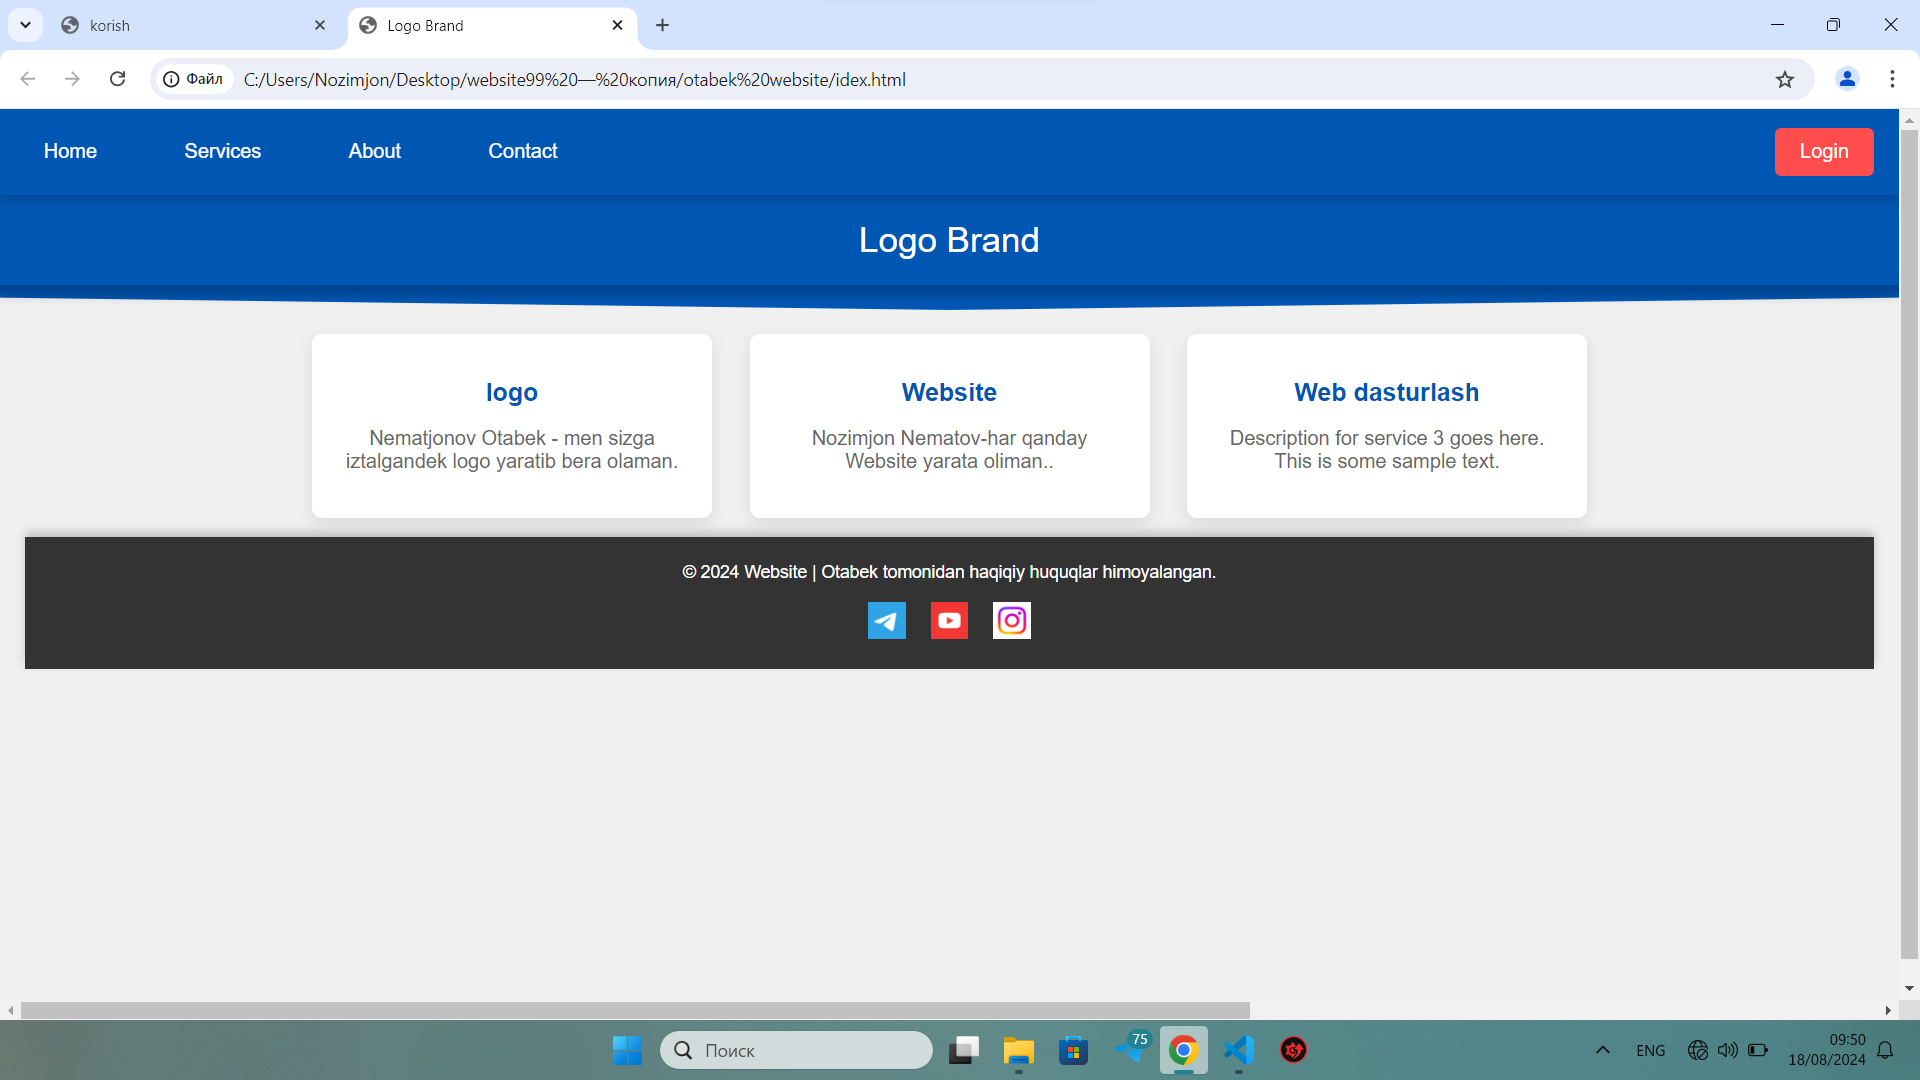 korish
Logo Brand
Файл
C:/Users/Nozimjon/Desktop/website99%20—%20копия/otabek%20website/idex.html
Home
Services
About
Contact
Login
Logo Brand
logo
Nematjonov Otabek - men sizga
iztalgandek logo yaratib bera olaman.
Website
Nozimjon Nematov-har qanday
Website yarata oliman..
Web dasturlash
Description for service 3 goes here.
This is some sample text.
© 2024 Website | Otabek tomonidan haqiqiy huquqlar himoyalangan.
Поиск
75
ENG
09:50
18/08/2024